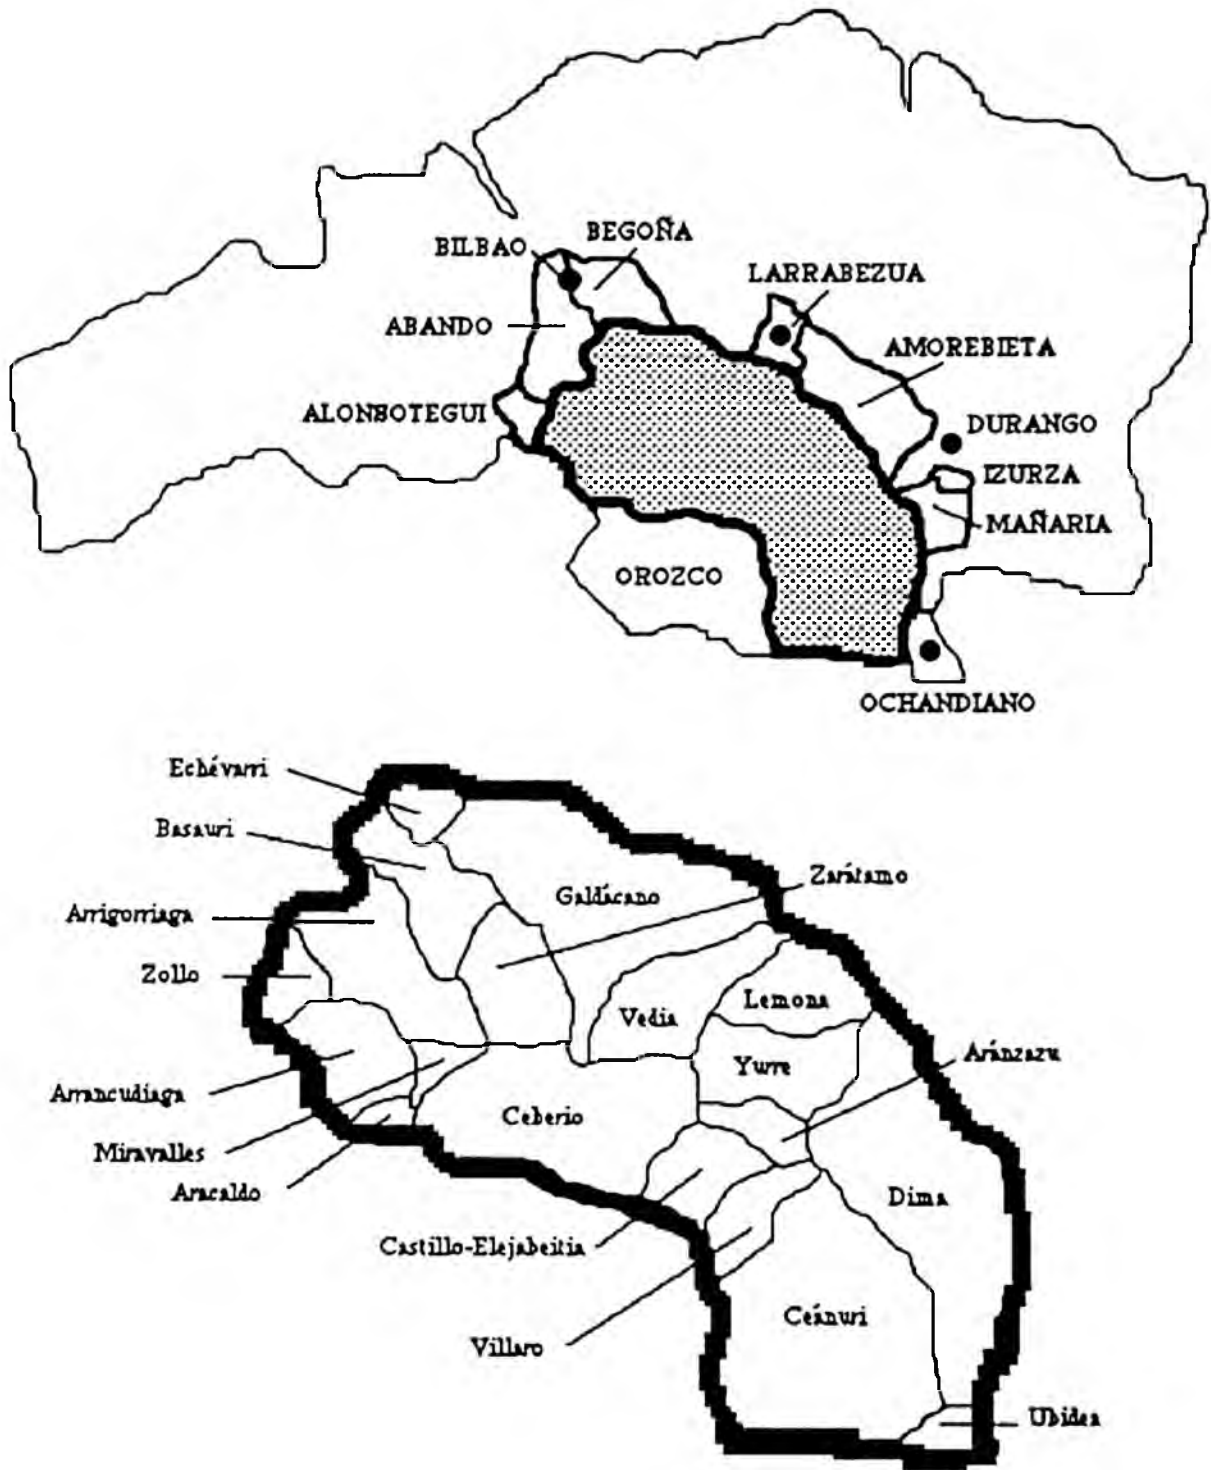 BEGOÑA
BILBAO
LARRABEZUA
ABANDO
AMOREBIETA
ALONSOTEGUI
DURANGO
IZURZA
MAÑARIA
OROZCO
OCHANDIANO
Echévarri
Basauri
Zarátamo
Galdácano
Arrigorriaga
Zollo
Lemona
Vedia
Aránzazu
Yurre
Arrancudiaga
Ceberio
Miravalles
Aracaldo
Dima
Castillo-Elejabeitia
Ceánuri
Villaro
Ubidea